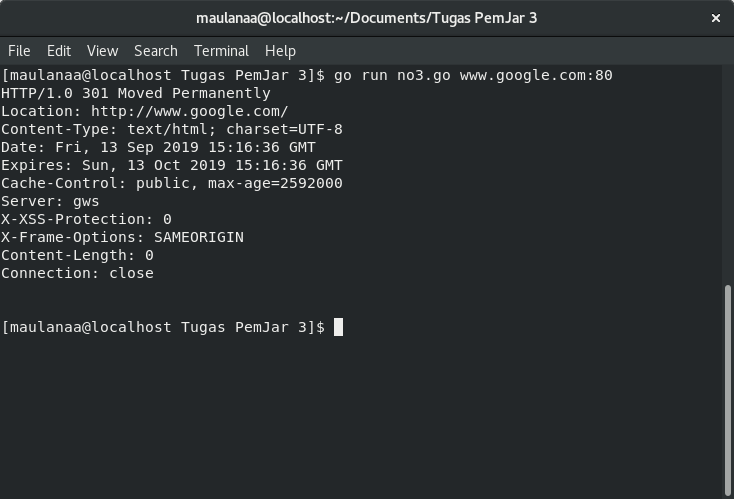 maulanaa@localhost:~/Documents/Tugas PemJar 3
File Edit View Search Terminal Help
[maulanaa@localhost Tugas PemJar 3]$ go run no3.go www.google.com:80
HTTP/1.0 301 Moved Permanently
Location: http://www.google.com/
Content-Type: text/html; charset=UTF-8
Date: Fri, 13 Sep 2019 15:16:36 GMT
Expires: Sun, 13 Oct 2019 15:16:36 GMT
Cache-Control: public, max-age=2592000
Server: gws
X-XSS-Protection: 0
X-Frame-Options: SAMEORIGIN
Content-Length: 0
Connection: close
[maulanaa@localhost Tugas PemJar 3]$